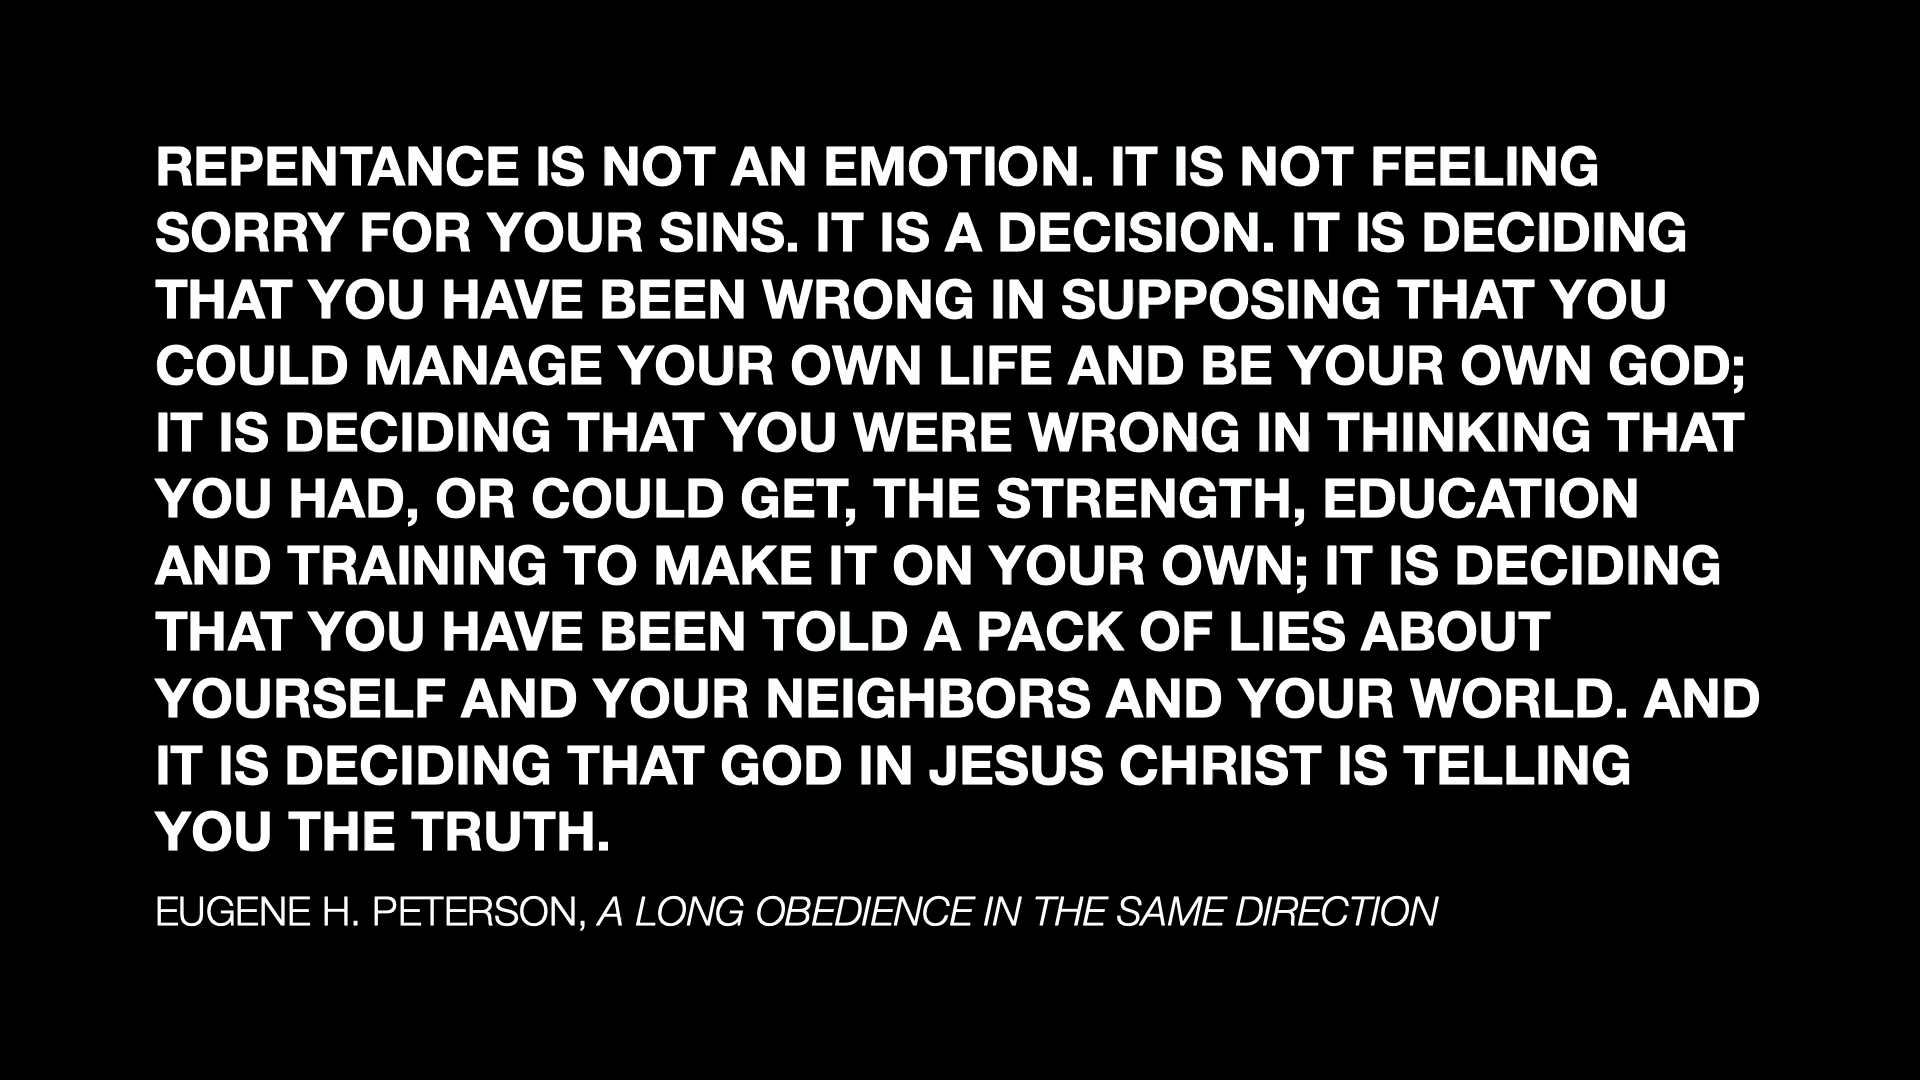 REPENTANCE IS NOT AN EMOTION. IT IS NOT FEELING
SORRY FOR YOUR SINS. IT IS A DECISION. IT IS DECIDING
THAT YOU HAVE BEEN WRONG IN SUPPOSING THAT YOU
COULD MANAGE YOUR OWN LIFE AND BE YOUR OWN GOD;
IT IS DECIDING THAT YOU WERE WRONG IN THINKING THAT
YOU HAD, OR COULD GET, THE STRENGTH, EDUCATION
AND TRAINING TO MAKE IT ON YOUR OWN; IT IS DECIDING
THAT YOU HAVE BEEN TOLD A PACK OF LIES ABOUT
YOURSELF AND YOUR NEIGHBORS AND YOUR WORLD. AND
IT IS DECIDING THAT GOD IN JESUS CHRIST IS TELLING
YOU THE TRUTH.
EUGENE H. PETERSON, A LONG OBEDIENCE IN THE SAME DIRECTION